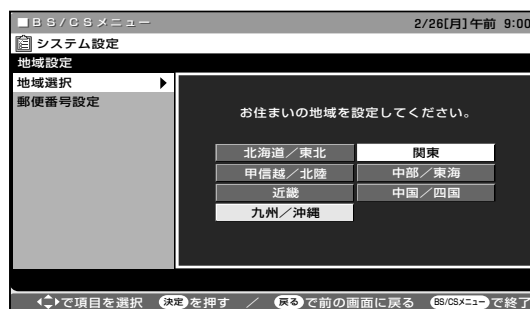 BS/CSメニュー 2/26[月]午前 9:00
システム設定
地域設定
地域選択
郵便番号設定
お住まいの地域を設定してください。
北海道／東北 関東
甲信越／北陸 中部／東海
近畿 中国／四国
九州／沖縄
で項目を選択 決定を押す ／ 戻るで前の画面に戻る BS/CSメニューで終了